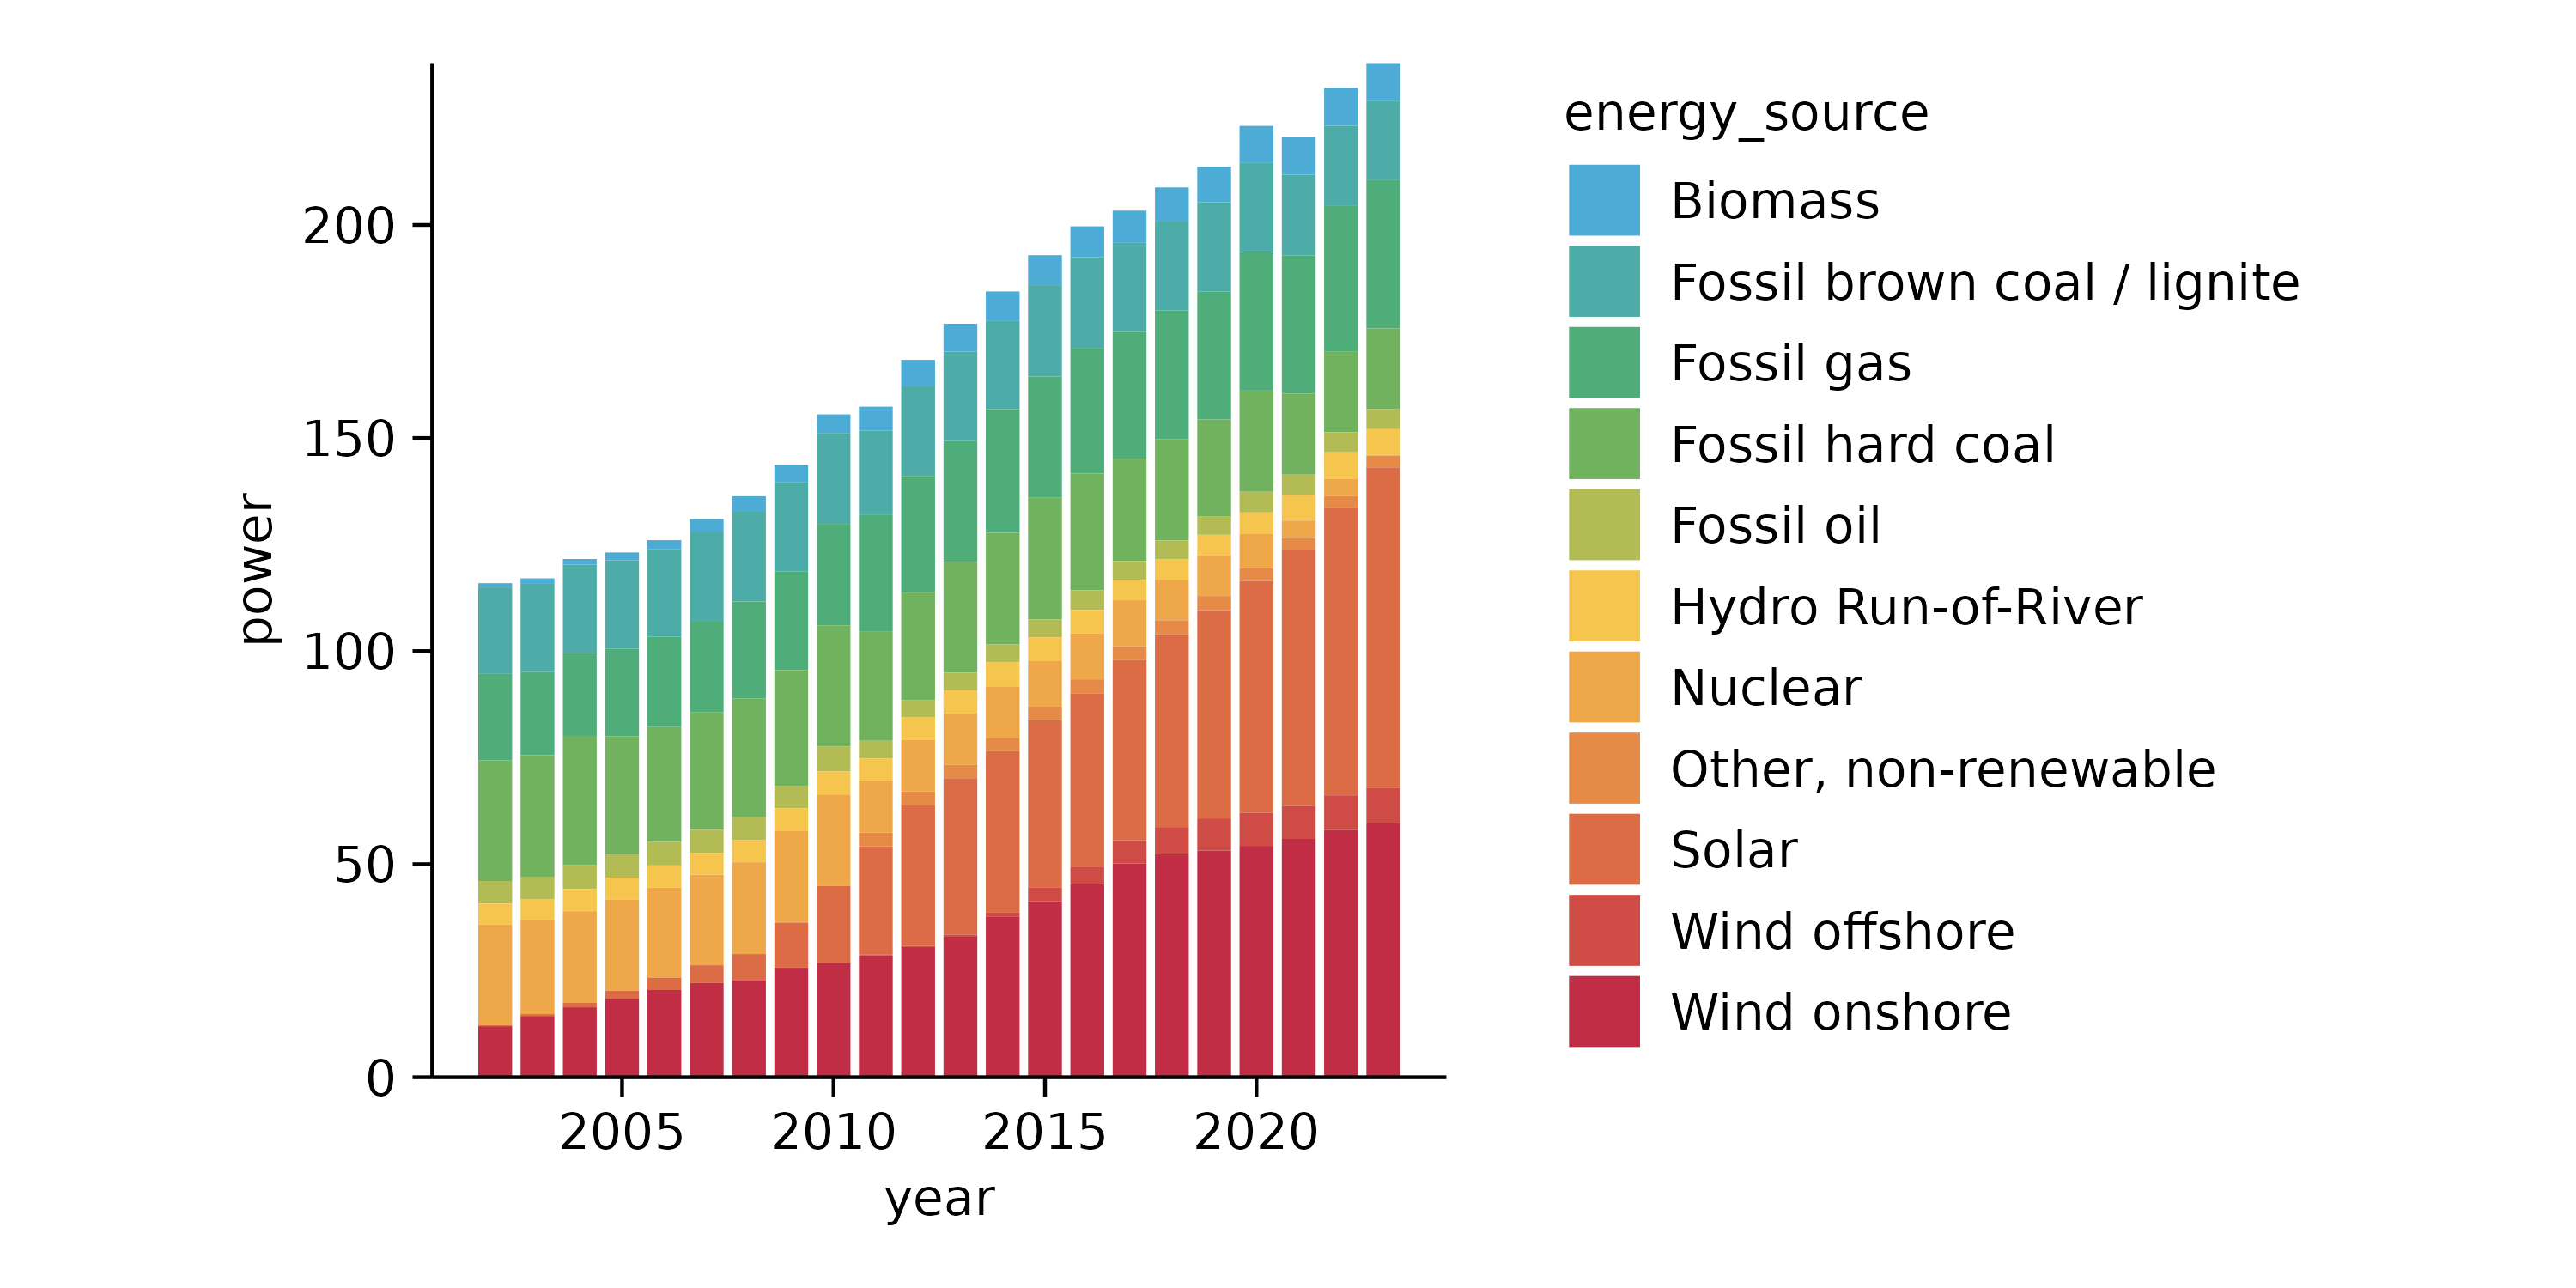 power
200
150
100
50
0
2005
2010
2015
2020
year
energy_source
Biomass
Fossil brown coal / lignite
Fossil gas
Fossil hard coal
Fossil oil
Hydro Run-of-River
Nuclear
Other, non-renewable
Solar
Wind offshore
Wind onshore